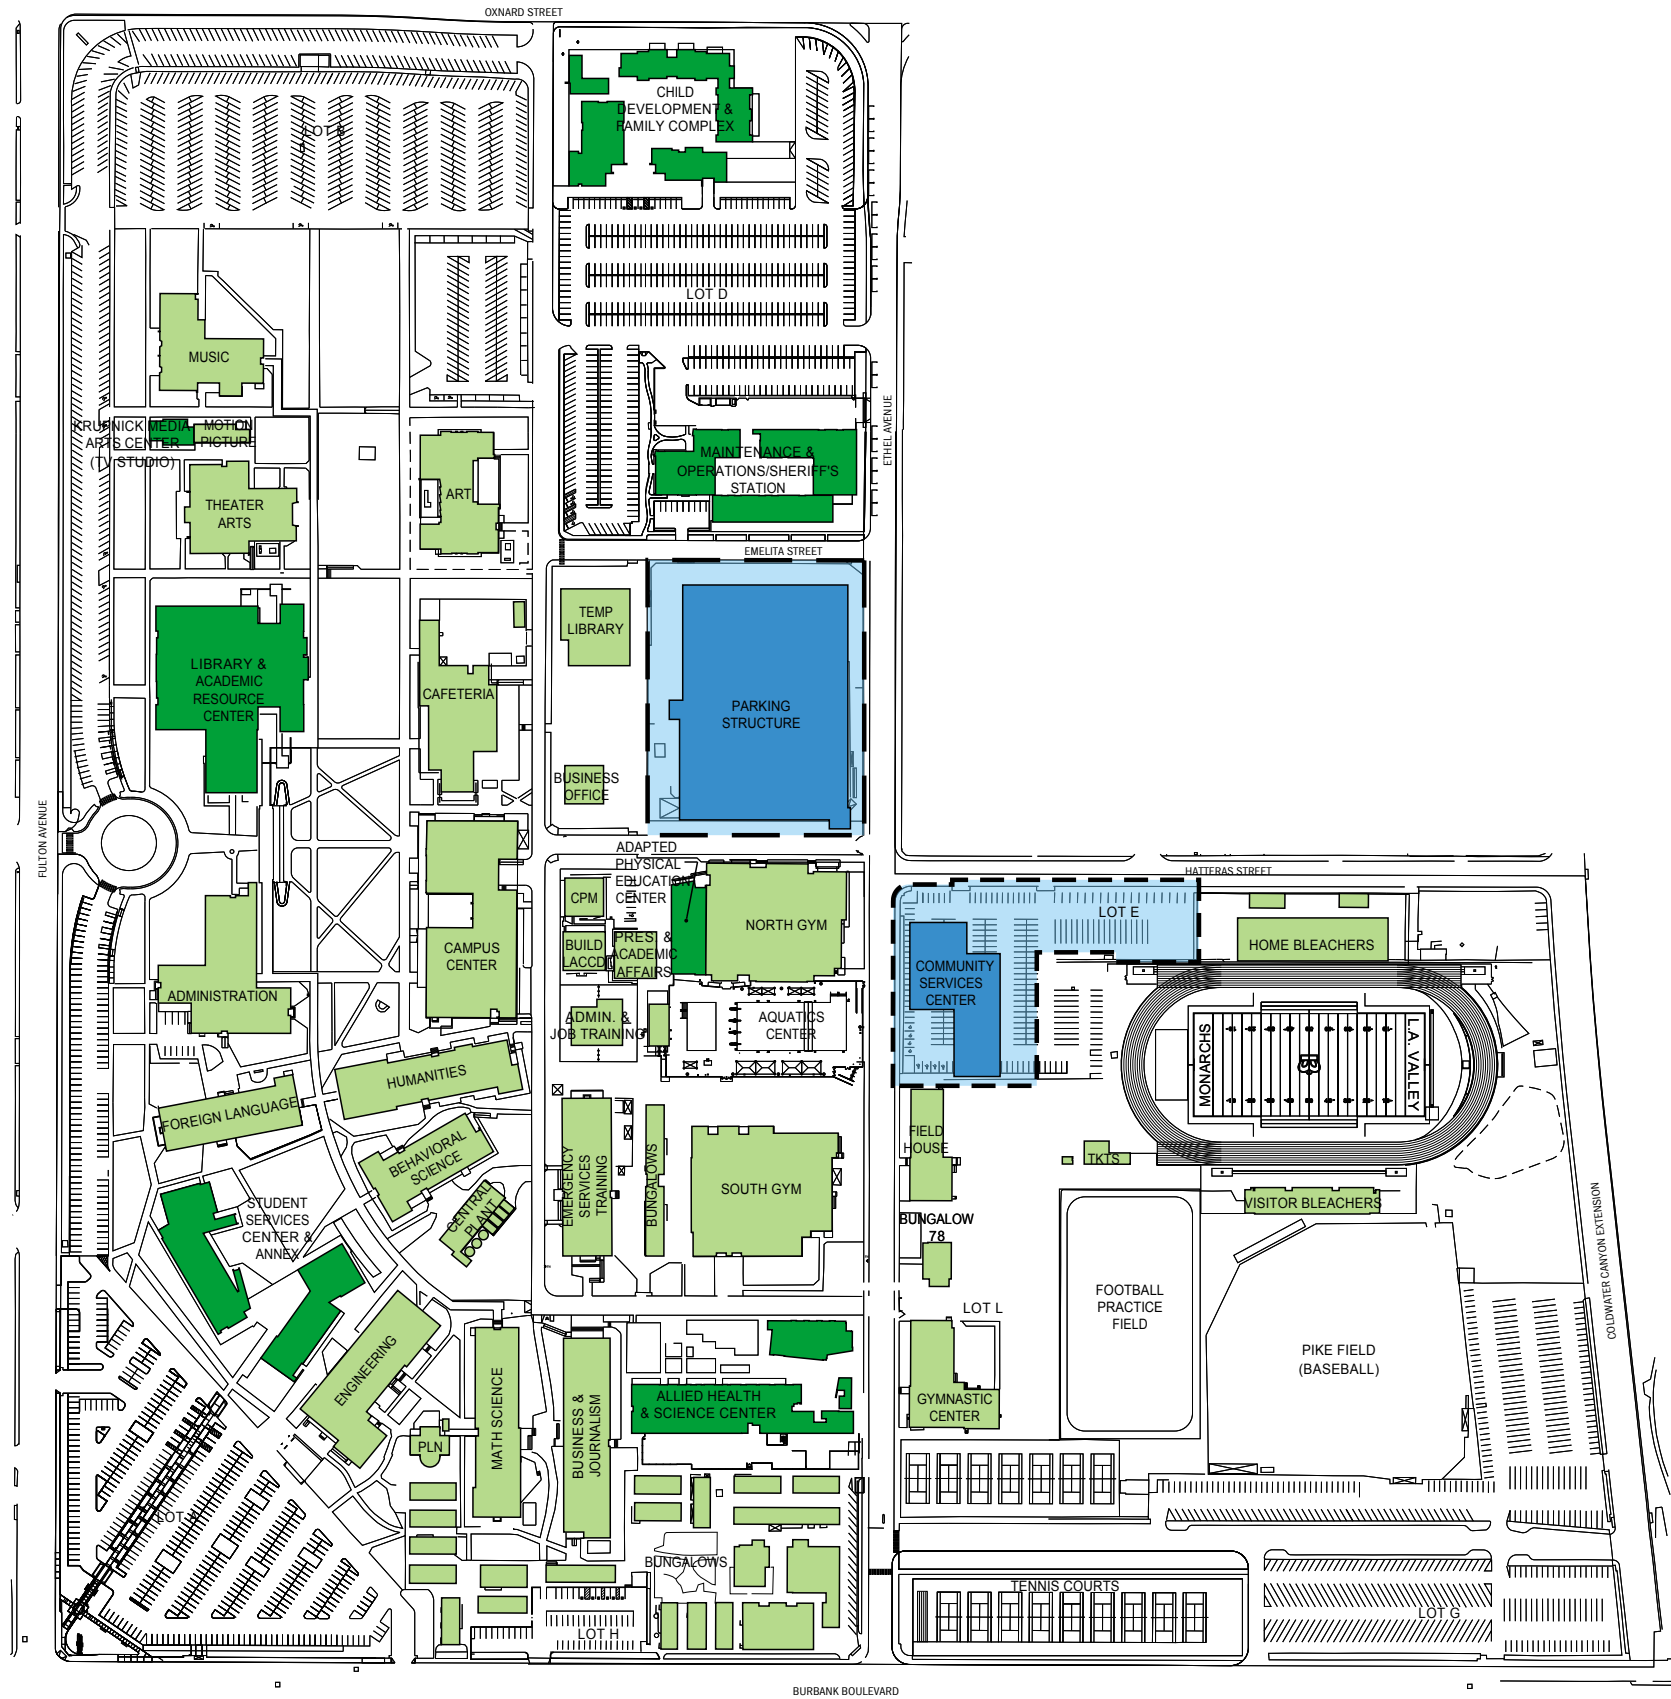 OXNARD STREET
LOT B
CHILD
DEVELOPMENT &
FAMILY COMPLEX
LOT D
MUSIC
KRUPNICK MEDIA
ARTS CENTER
(TV STUDIO)
MOTION
PICTURE
THEATER
ARTS
ART
MAINTENANCE &
OPERATIONS/SHERIFF'S
STATION
ETHEL AVENUE
EMELITA STREET
TEMP
LIBRARY
LIBRARY &
ACADEMIC
RESOURCE
CENTER
CAFETERIA
PARKING
STRUCTURE
BUSINESS
OFFICE
FULTON AVENUE
ADAPTED
PHYSICAL
EDUCATION
CENTER
HATTERAS STREET
CPM
BUILD
LACCD
PRES. &
ACADEMIC
AFFAIRS
NORTH GYM
LOT E
HOME BLEACHERS
CAMPUS
CENTER
COMMUNITY
SERVICES
CENTER
ADMINISTRATION
ADMIN. &
JOB TRAINING
AQUATICS
CENTER
MONARCHS
L.A. VALLEY
HUMANITIES
FOREIGN LANGUAGE
BEHAVIORAL
SCIENCE
FIELD
HOUSE
TKTS
EMERGENCY
SERVICES
TRAINING
BUNGALOWS
SOUTH GYM
STUDENT
SERVICES
CENTER &
ANNEX
CENTRAL
PLANT
VISITOR BLEACHERS
BUNGALOW
78
COLDWATER CANYON EXTENSION
LOT L
FOOTBALL
PRACTICE
FIELD
PIKE FIELD
(BASEBALL)
ENGINEERING
MATH SCIENCE
BUSINESS &
JOURNALISM
ALLIED HEALTH
& SCIENCE CENTER
GYMNASTIC
CENTER
PLN
LOT A
BUNGALOWS
TENNIS COURTS
LOT G
LOT H
BURBANK BOULEVARD